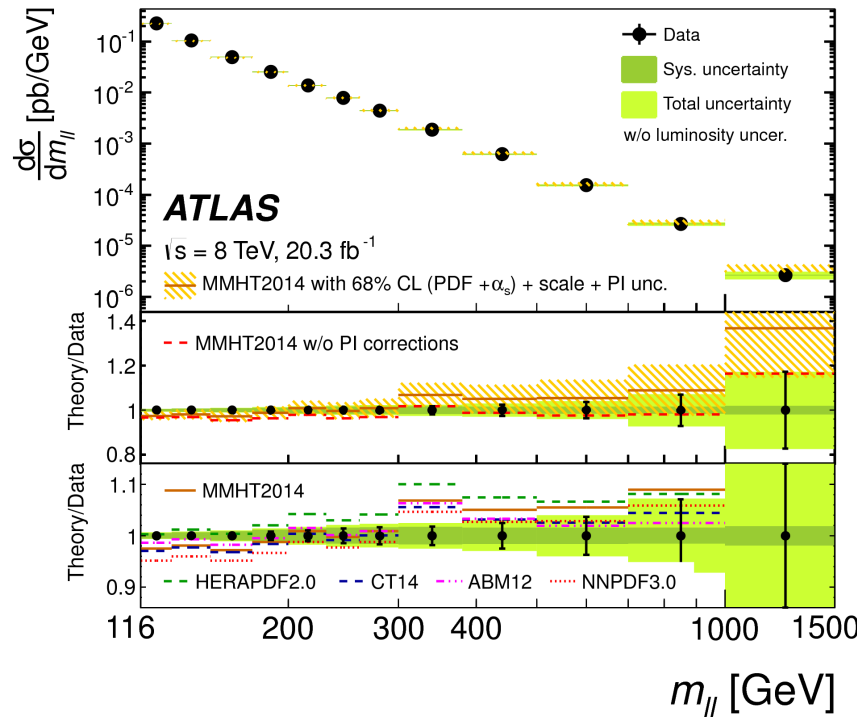 dσ/dm_ll [pb/GeV]
10^-1
10^-2
10^-3
10^-4
10^-5
10^-6
Data
Sys. uncertainty
Total uncertainty
w/o luminosity uncer.
ATLAS
√s = 8 TeV, 20.3 fb^-1
MMHT2014 with 68% CL (PDF +α_s) + scale + PI unc.
Theory/Data
1.4
1.2
1
0.8
MMHT2014 w/o PI corrections
Theory/Data
1.1
1
0.9
MMHT2014
HERAPDF2.0 CT14 ABM12 NNPDF3.0
116 200 300 400 1000 1500
m_ll [GeV]